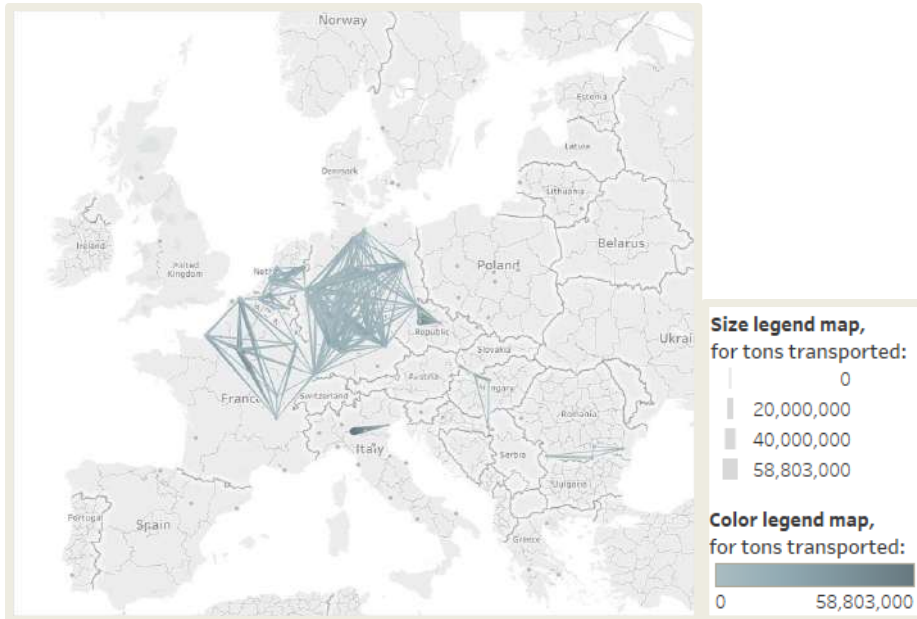 Norway
Estonia
Latvia
Denmark
Lithuania
Ireland
United
Kingdom
Belarus
Poland
Neth
Republic
Ukrai
Slovakia
Austria
France
Switzerland
Romania
Italy
Serbia
Portugal
Spain
Greece
Size legend map,
for tons transported:
0
20,000,000
40,000,000
58,803,000
Color legend map,
for tons transported:
0 58,803,000